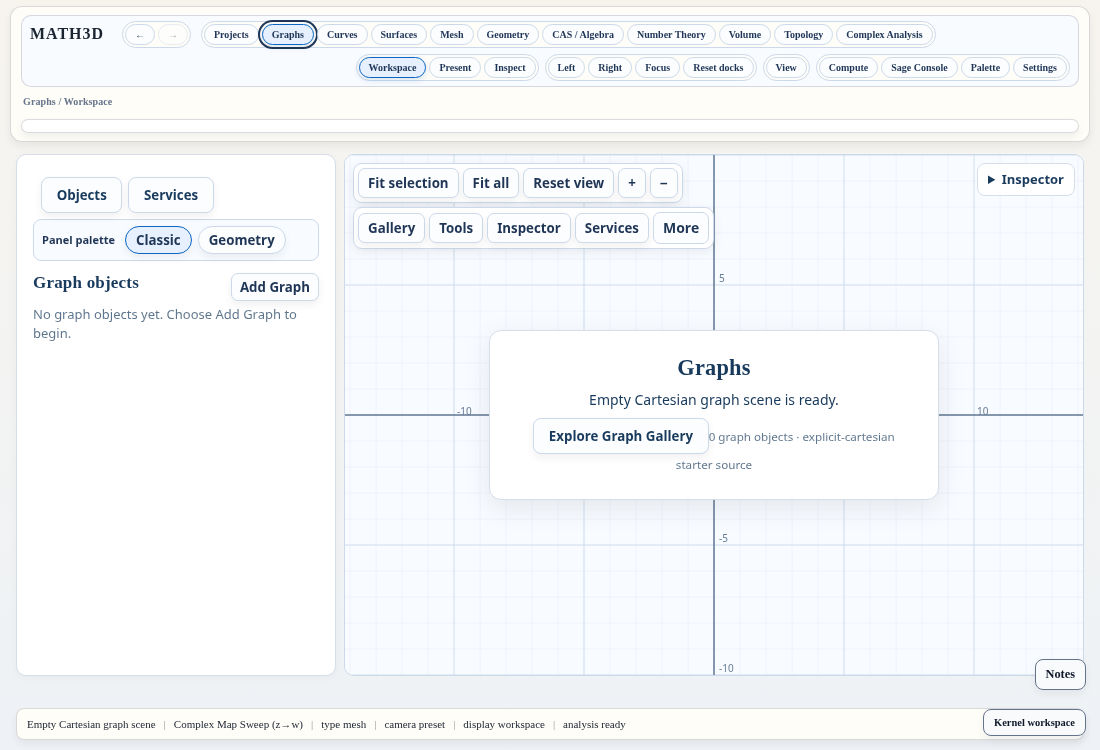 MATH3D ← → Projects Graphs Curves Surfaces Mesh Geometry CAS / Algebra Number Theory Volume Topology Complex Analysis
Workspace Present Inspect Left Right Focus Reset docks View Compute Sage Console Palette Settings
Graphs / Workspace
Objects Services
Panel palette Classic Geometry
Graph objects Add Graph
No graph objects yet. Choose Add Graph to
begin.
Fit selection Fit all Reset view + −
Inspector
Gallery Tools Inspector Services More
5
-10
10
-5
-10
Graphs
Empty Cartesian graph scene is ready.
Explore Graph Gallery 0 graph objects · explicit-cartesian
starter source
Notes
Empty Cartesian graph scene | Complex Map Sweep (z→w) | type mesh | camera preset | display workspace | analysis ready
Kernel workspace